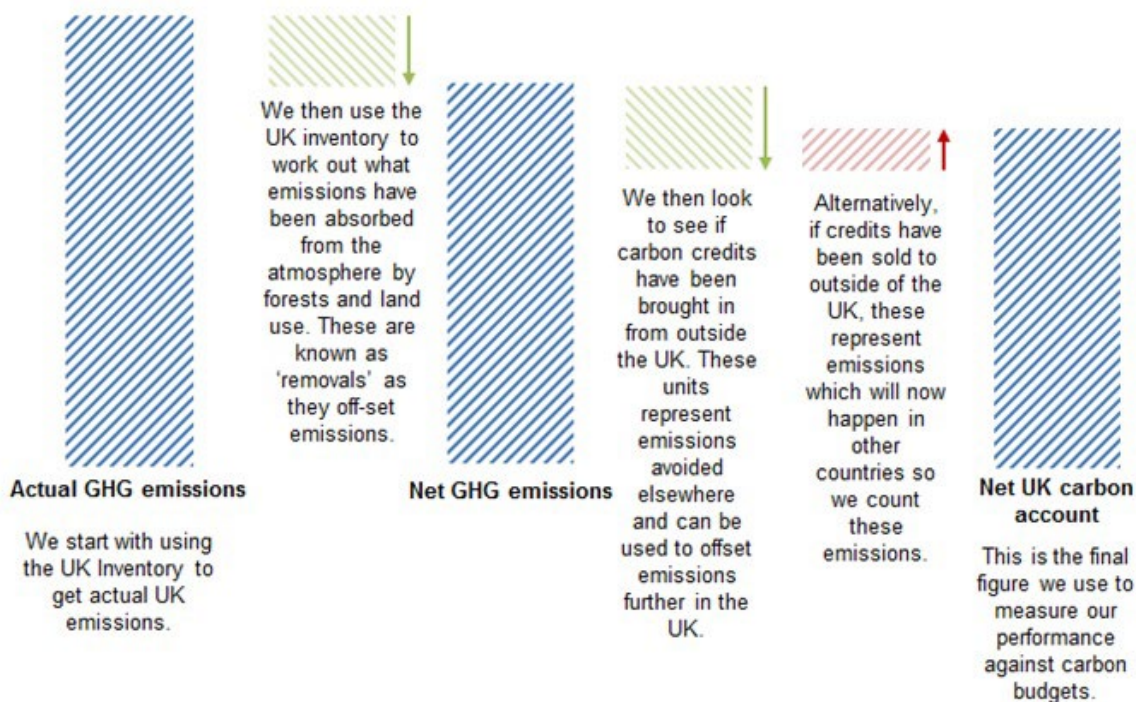 We then use the
UK inventory to
work out what
emissions have
been absorbed
from the
atmosphere by
forests and land
use. These are
known as
‘removals’ as
they off-set
emissions.
We then look
to see if
carbon credits
have been
brought in
from outside
the UK. These
units
represent
emissions
avoided
elsewhere
and can be
used to offset
emissions
further in the
UK.
Alternatively,
if credits have
been sold to
outside of the
UK, these
represent
emissions
which will now
happen in
other
countries so
we count
these
emissions.
Actual GHG emissions
We start with using
the UK Inventory to
get actual UK
emissions.
Net GHG emissions
Net UK carbon
account
This is the final
figure we use to
measure our
performance
against carbon
budgets.